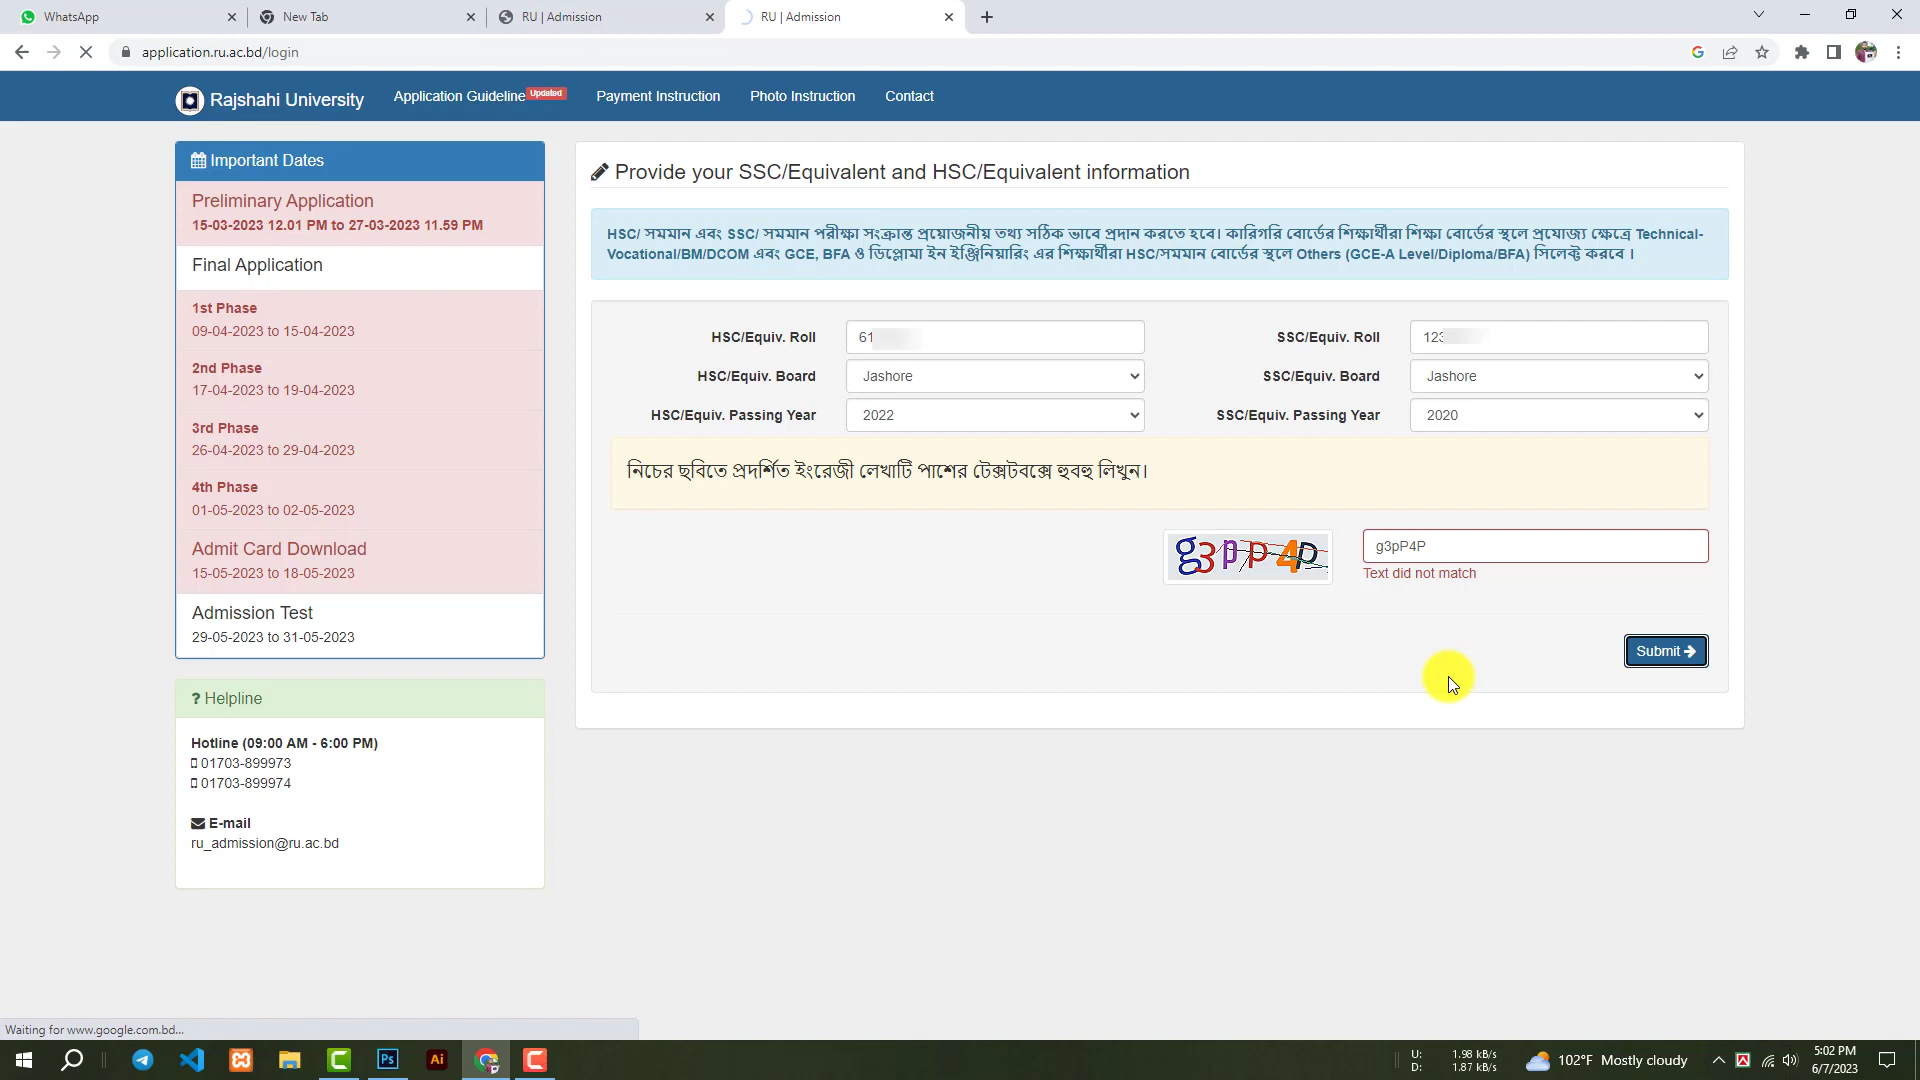 WhatsApp
New Tab
RU | Admission
RU | Admission
application.ru.ac.bd/login
Rajshahi University
Application Guideline Updated
Payment Instruction
Photo Instruction
Contact
Important Dates
Preliminary Application
15-03-2023 12.01 PM to 27-03-2023 11.59 PM
Final Application
1st Phase
09-04-2023 to 15-04-2023
2nd Phase
17-04-2023 to 19-04-2023
3rd Phase
26-04-2023 to 29-04-2023
4th Phase
01-05-2023 to 02-05-2023
Admit Card Download
15-05-2023 to 18-05-2023
Admission Test
29-05-2023 to 31-05-2023
? Helpline
Hotline (09:00 AM - 6:00 PM)
01703-899973
01703-899974
E-mail
ru_admission@ru.ac.bd
Provide your SSC/Equivalent and HSC/Equivalent information
HSC/ সমমান এবং SSC/ সমমান পরীক্ষা সংক্রান্ত প্রয়োজনীয় তথ্য সঠিক ভাবে প্রদান করতে হবে। কারিগরি বোর্ডের শিক্ষার্থীরা শিক্ষা বোর্ডের স্থলে প্রযোজ্য ক্ষেত্রে Technical-
Vocational/BM/DCOM এবং GCE, BFA ও ডিপ্লোমা ইন ইঞ্জিনিয়ারিং এর শিক্ষার্থীরা HSC/সমমান বোর্ডের স্থলে Others (GCE-A Level/Diploma/BFA) সিলেক্ট করবে ।
HSC/Equiv. Roll 61
SSC/Equiv. Roll 123
HSC/Equiv. Board Jashore
SSC/Equiv. Board Jashore
HSC/Equiv. Passing Year 2022
SSC/Equiv. Passing Year 2020
নিচের ছবিতে প্রদর্শিত ইংরেজী লেখাটি পাশের টেক্সটবক্সে হুবহু লিখুন।
g3pP4P
g3pP4P
Text did not match
Submit
Waiting for www.google.com.bd...
Ps
Ai
U: 1.98 kB/s
D: 1.87 kB/s
102°F Mostly cloudy
5:02 PM
6/7/2023